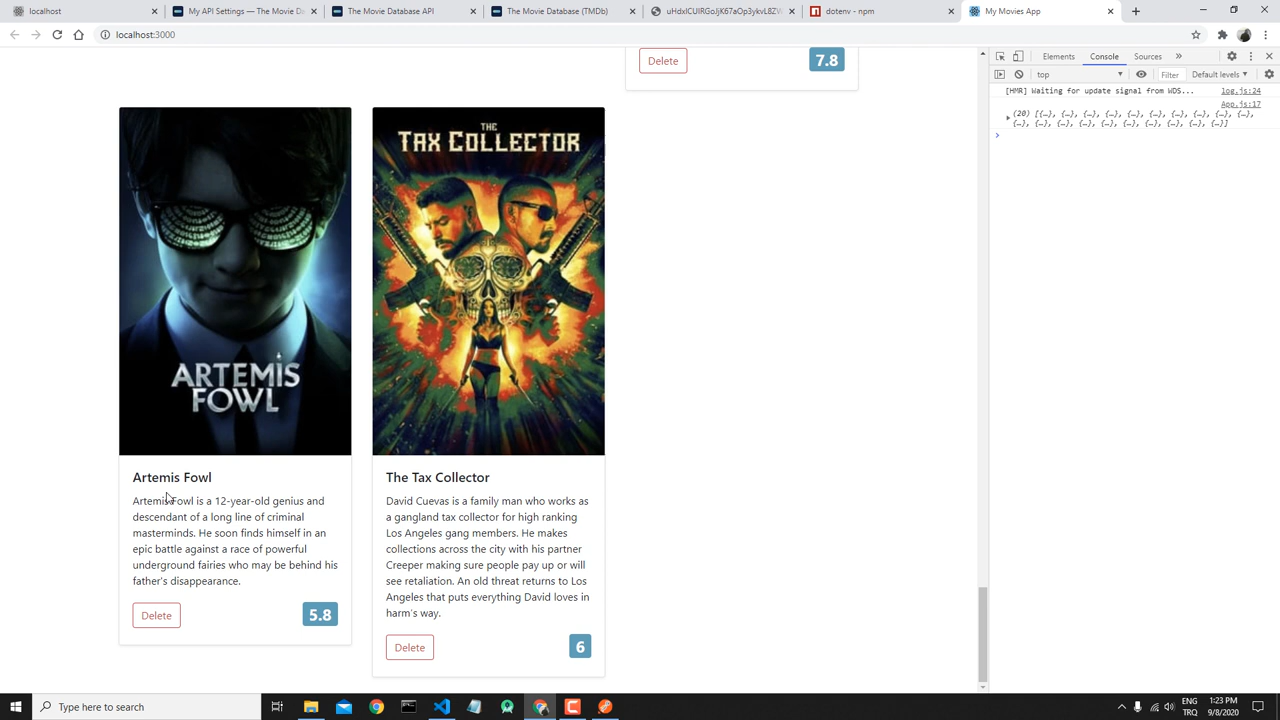 localhost
My API Settings — The Movie Da
The Movie Database API
The Movie Database (TMDb)
dotenv - npm
My Movies App
localhost:3000
Elements
Console
Sources
top
Filter
Default levels
[HMR] Waiting for update signal from WDS...
log.js:24
App.js:17
(20) [{…}, {…}, {…}, {…}, {…}, {…}, {…}, {…}, {…}, {…},
{…}, {…}, {…}, {…}, {…}, {…}, {…}, {…}, {…}, {…}]
Delete
7.8
ARTEMIS
FOWL
THE
TAX COLLECTOR
Artemis Fowl
Artemis Fowl is a 12-year-old genius and
descendant of a long line of criminal
masterminds. He soon finds himself in an
epic battle against a race of powerful
underground fairies who may be behind his
father's disappearance.
Delete
5.8
The Tax Collector
David Cuevas is a family man who works as
a gangland tax collector for high ranking
Los Angeles gang members. He makes
collections across the city with his partner
Creeper making sure people pay up or will
see retaliation. An old threat returns to Los
Angeles that puts everything David loves in
harm's way.
Delete
6
Type here to search
ENG
TRQ
1:23 PM
9/8/2020